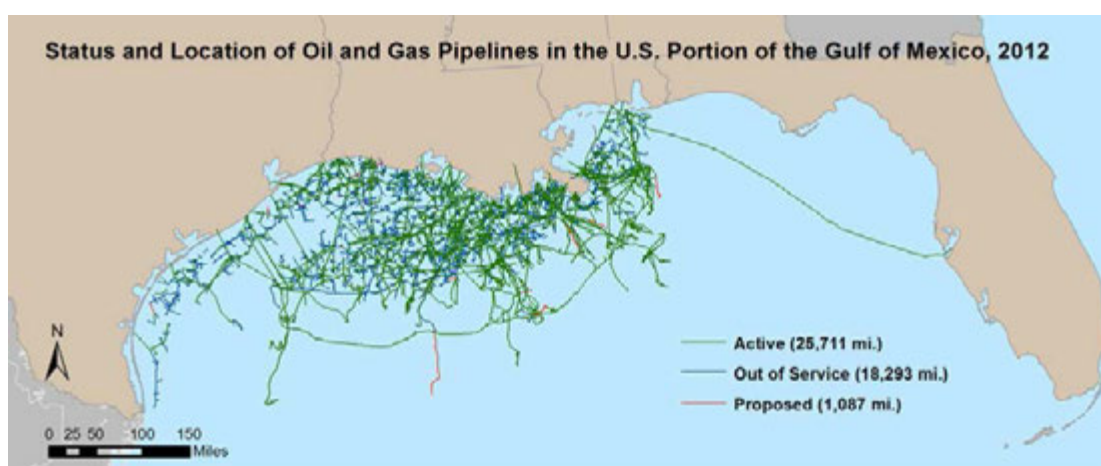 Status and Location of Oil and Gas Pipelines in the U.S. Portion of the Gulf of Mexico, 2012
N
Active (25,711 mi.)
Out of Service (18,293 mi.)
Proposed (1,087 mi.)
0 25 50 100 150
Miles